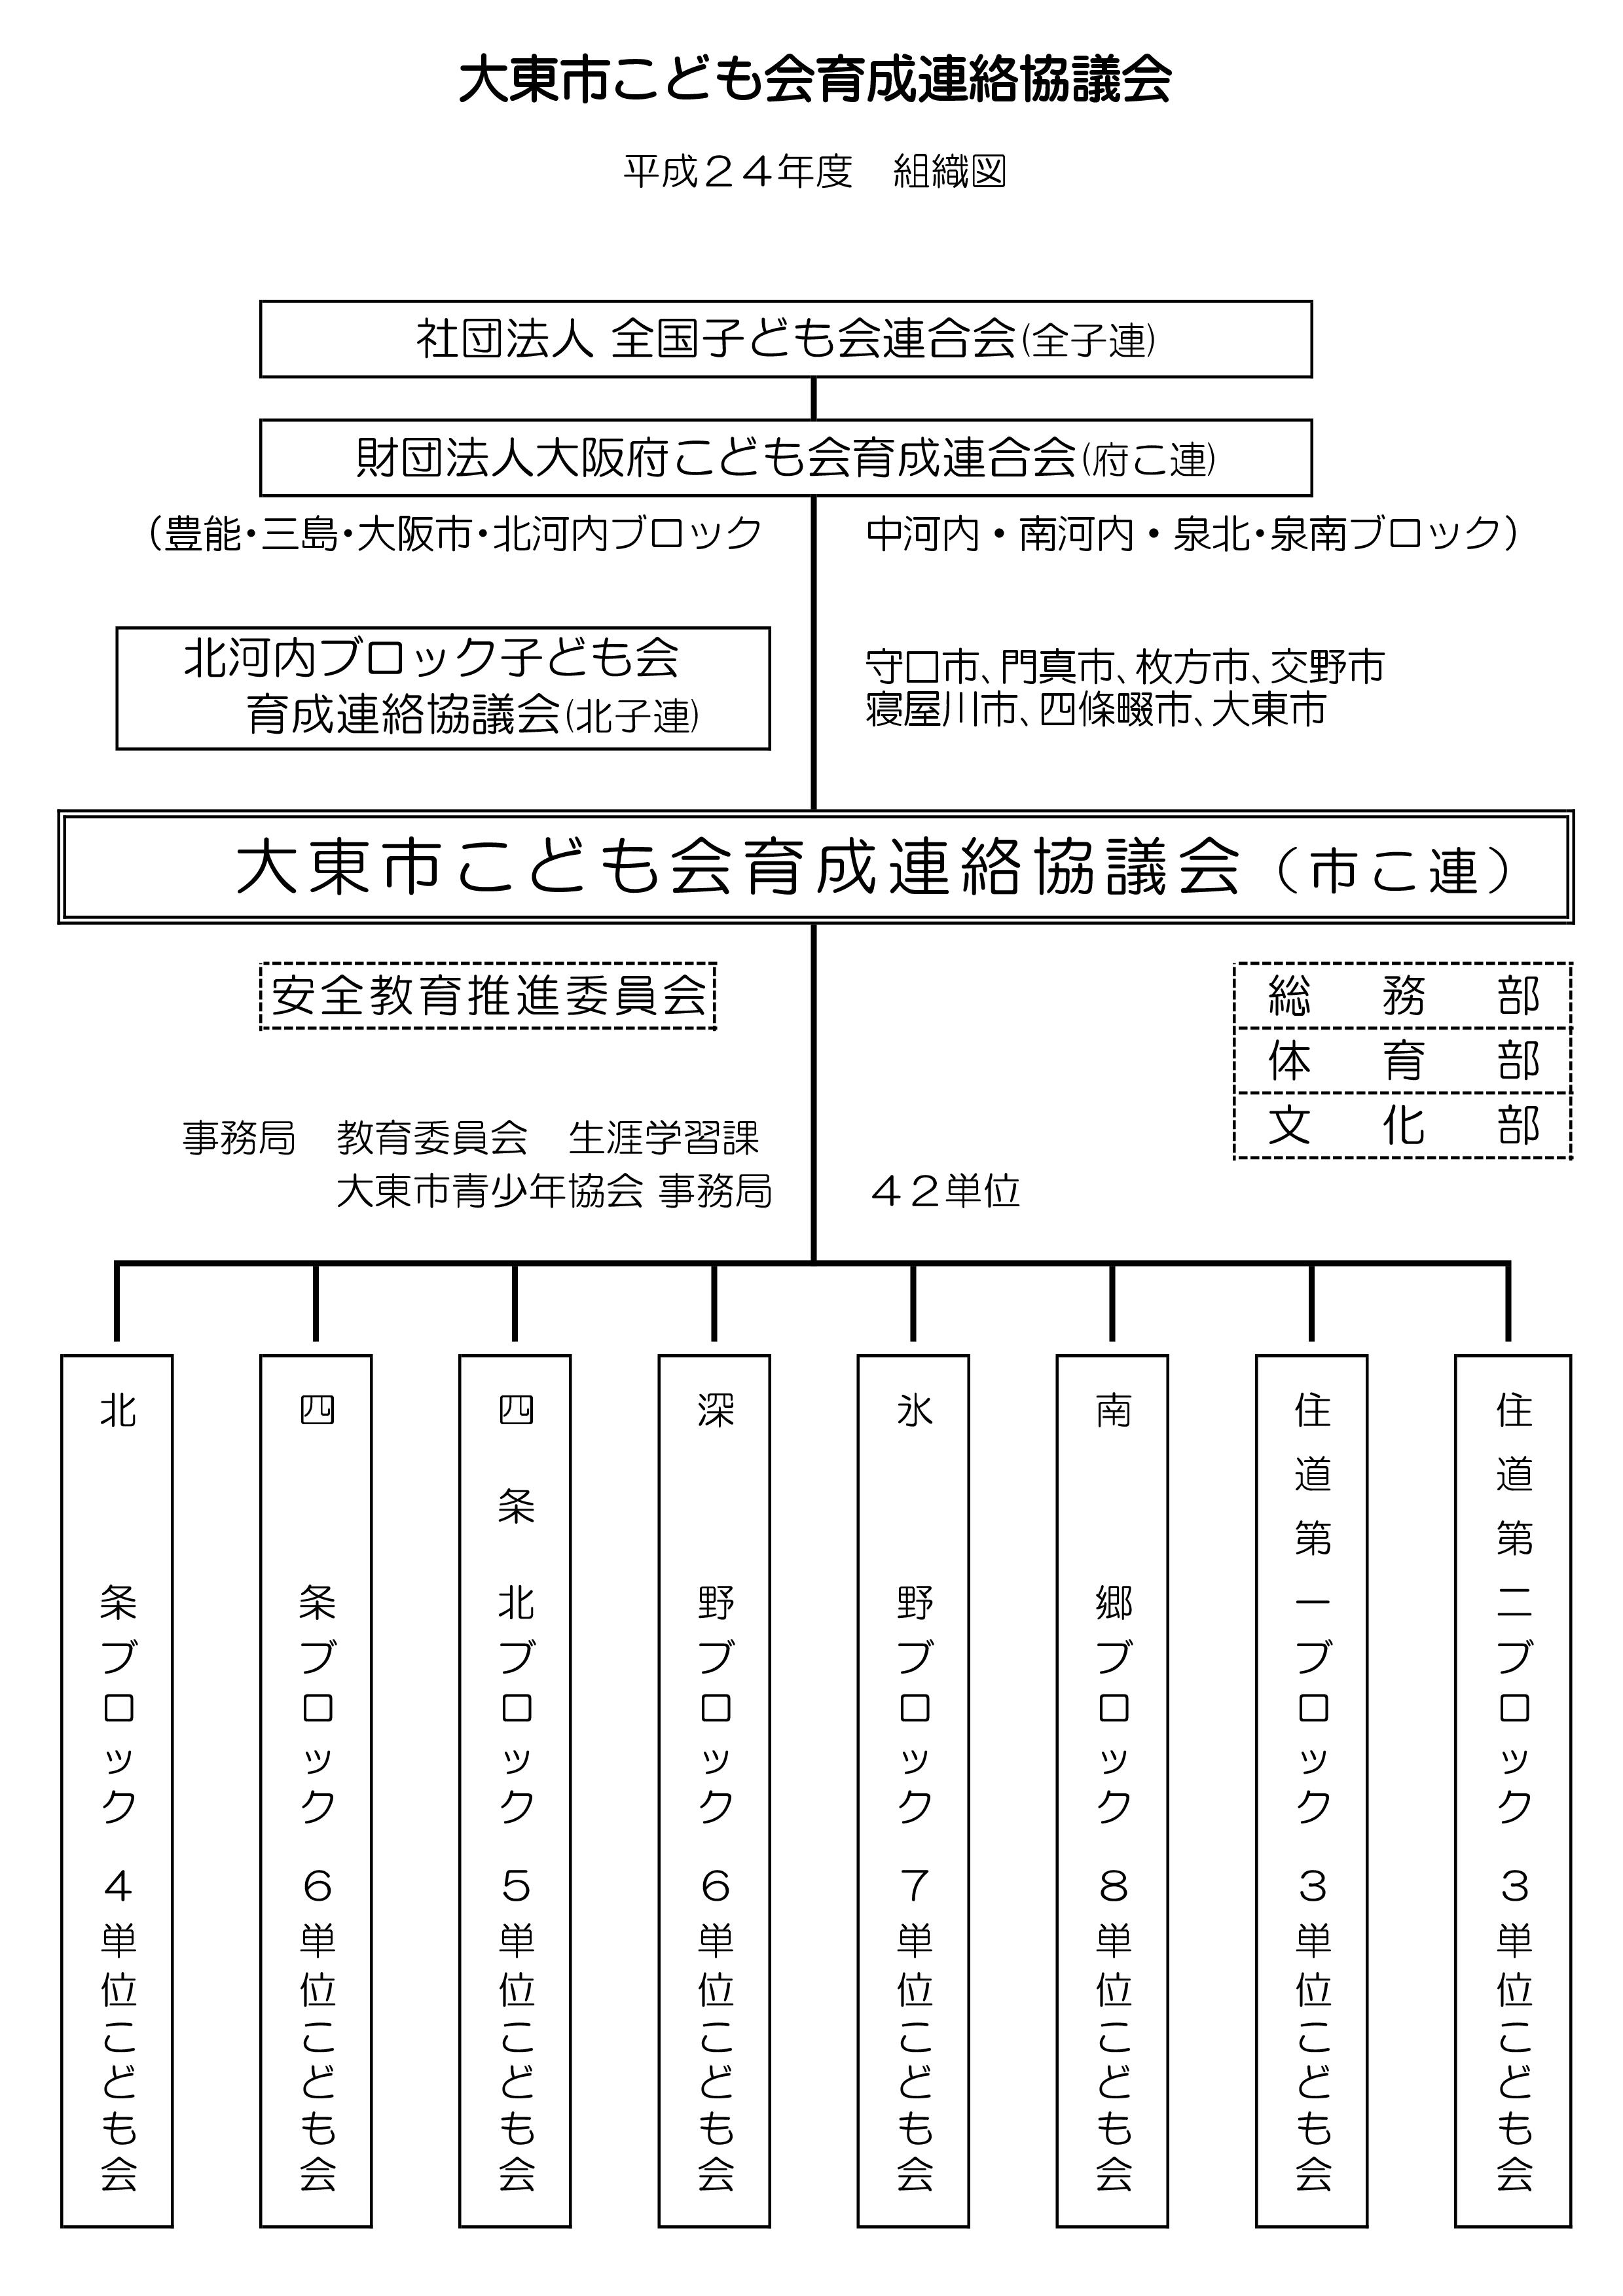 大東市こども会育成連絡協議会
平成２４年度　組織図
社団法人 全国子ども会連合会(全子連)
財団法人大阪府こども会育成連合会(府こ連)
（豊能・三島・大阪市・北河内ブロック　中河内・南河内・泉北・泉南ブロック）
北河内ブロック子ども会
育成連絡協議会(北子連)
守口市、門真市、枚方市、交野市
寝屋川市、四條畷市、大東市
大東市こども会育成連絡協議会（市こ連）
安全教育推進委員会
総務部
体育部
文化部
事務局　教育委員会　生涯学習課
大東市青少年協会 事務局
４２単位
北条ブロック　４単位こども会
四条ブロック　６単位こども会
四条北ブロック　５単位こども会
深野ブロック　６単位こども会
氷野ブロック　７単位こども会
南郷ブロック　８単位こども会
住道第一ブロック　３単位こども会
住道第二ブロック　３単位こども会